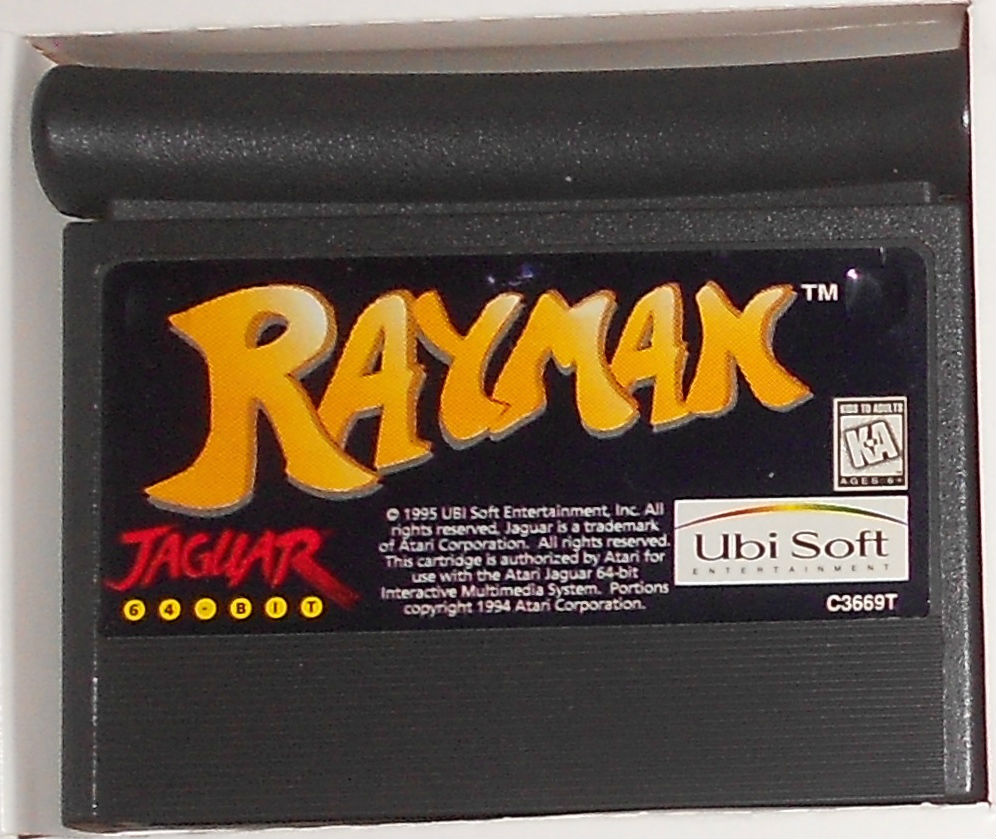 RAYMAN™
KIDS TO ADULTS
KA
AGES 6+
JAGUAR
64-BIT
© 1995 UBI Soft Entertainment, Inc. All
rights reserved. Jaguar is a trademark
of Atari Corporation. All rights reserved.
This cartridge is authorized by Atari for
use with the Atari Jaguar 64-bit
Interactive Multimedia System. Portions
copyright 1994 Atari Corporation.
Ubi Soft
ENTERTAINMENT
C3669T